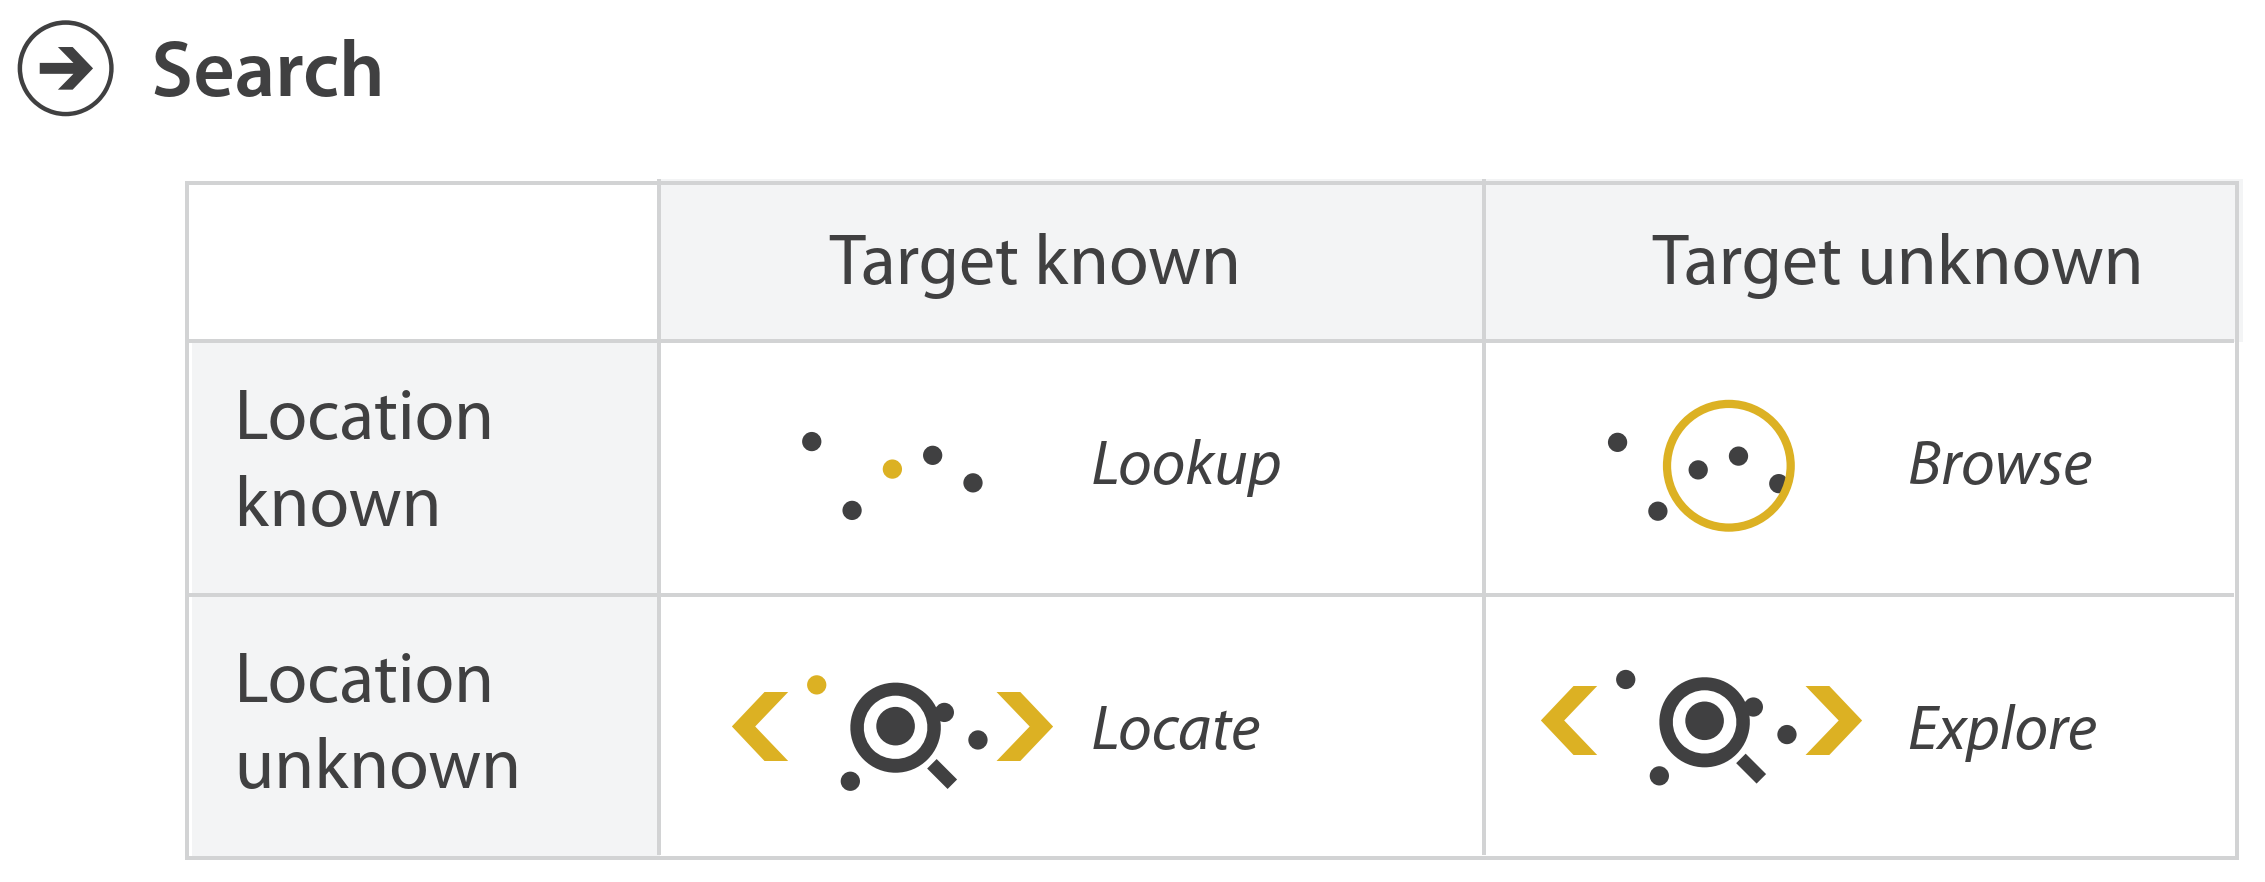 Search
Target known
Target unknown
Location
known
Lookup
Browse
Location
unknown
Locate
Explore